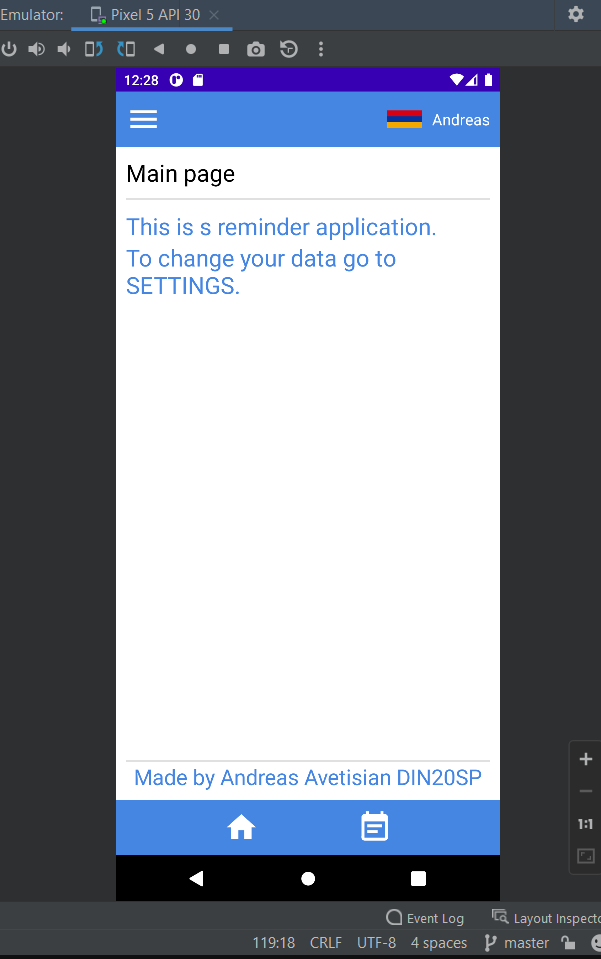 Emulator: Pixel 5 API 30
12:28
Andreas
Main page
This is s reminder application.
To change your data go to
SETTINGS.
Made by Andreas Avetisian DIN20SP
1:1
Event Log Layout Inspecto
119:18 CRLF UTF-8 4 spaces master